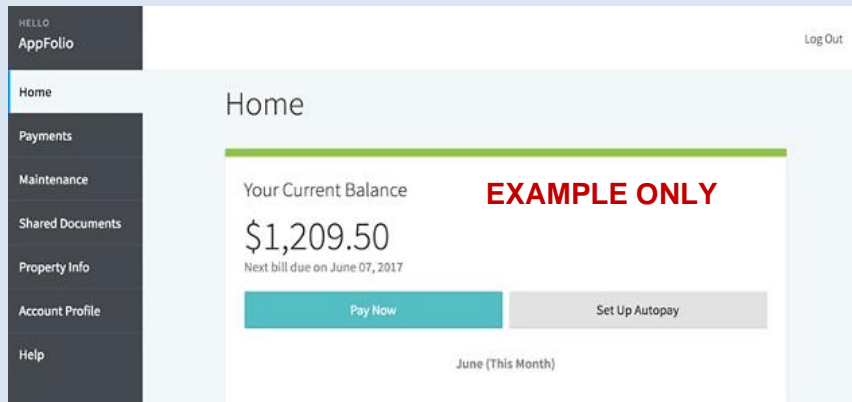 HELLO
AppFolio
Log Out
Home
Payments
Maintenance
Shared Documents
Property Info
Account Profile
Help
Home
Your Current Balance
EXAMPLE ONLY
$1,209.50
Next bill due on June 07, 2017
Pay Now
Set Up Autopay
June (This Month)